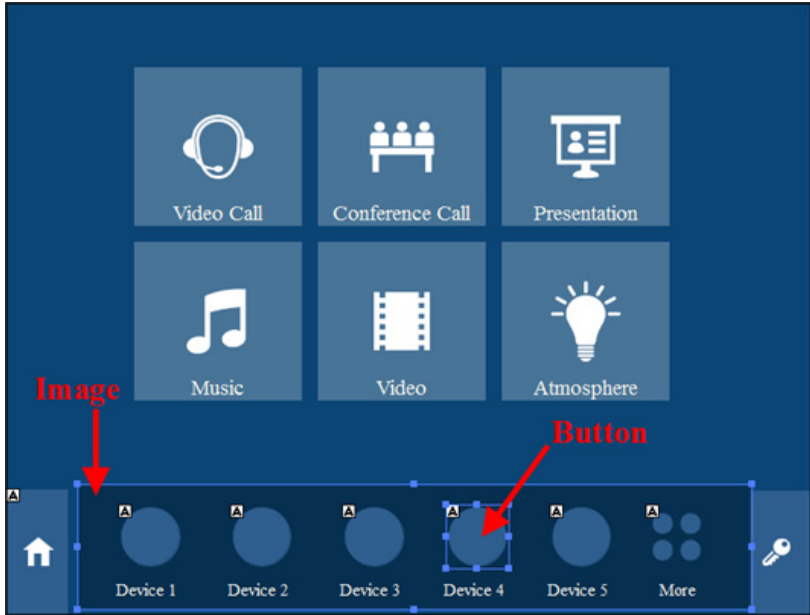 Video Call
Conference Call
Presentation
Music
Video
Atmosphere
Image
Button
A
A
A
A
A
A
A
Device 1
Device 2
Device 3
Device 4
Device 5
More